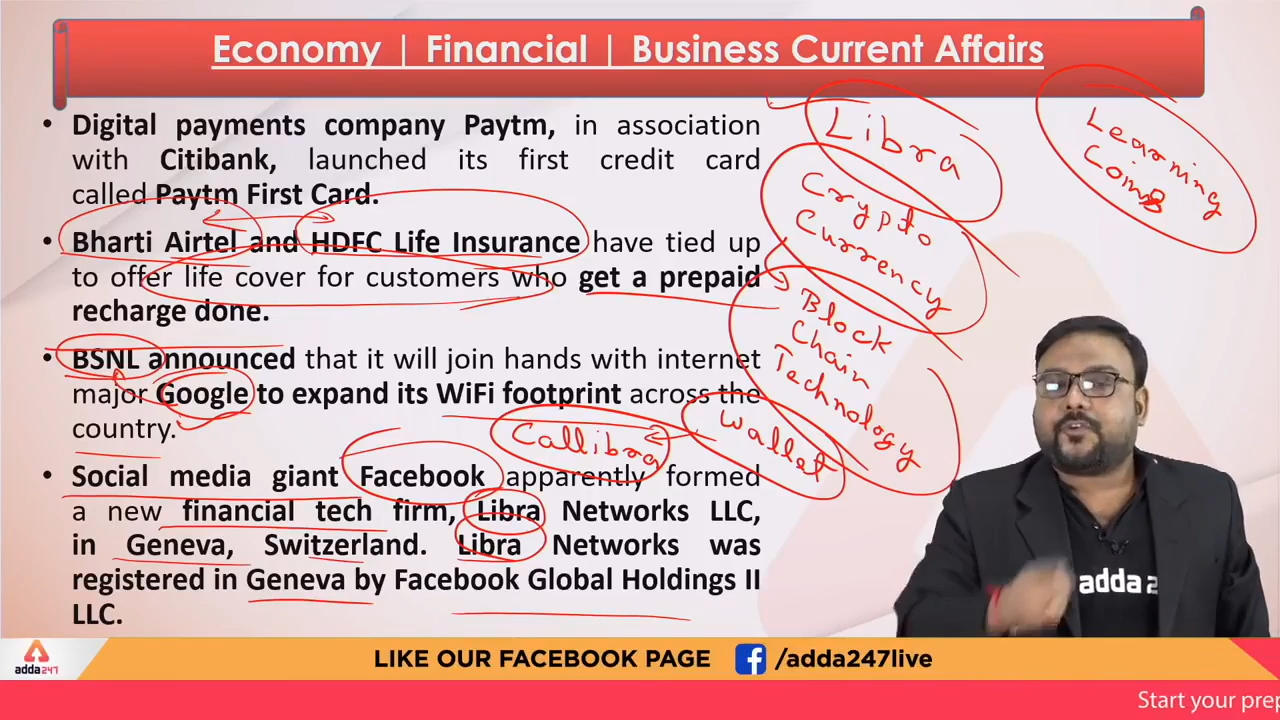 Economy | Financial | Business Current Affairs
• Digital payments company Paytm, in association
with Citibank, launched its first credit card
called Paytm First Card.
• Bharti Airtel and HDFC Life Insurance have tied up
to offer life cover for customers who get a prepaid
recharge done.
• BSNL announced that it will join hands with internet
major Google to expand its WiFi footprint across the
country.
• Social media giant Facebook apparently formed
a new financial tech firm, Libra Networks LLC,
in Geneva, Switzerland. Libra Networks was
registered in Geneva by Facebook Global Holdings II
LLC.
Libra
Crypto
Currency
Block
Chain
Technology
Wallet
Callibra
Learning
Coins
adda 2
adda247
LIKE OUR FACEBOOK PAGE f /adda247live
Start your prep